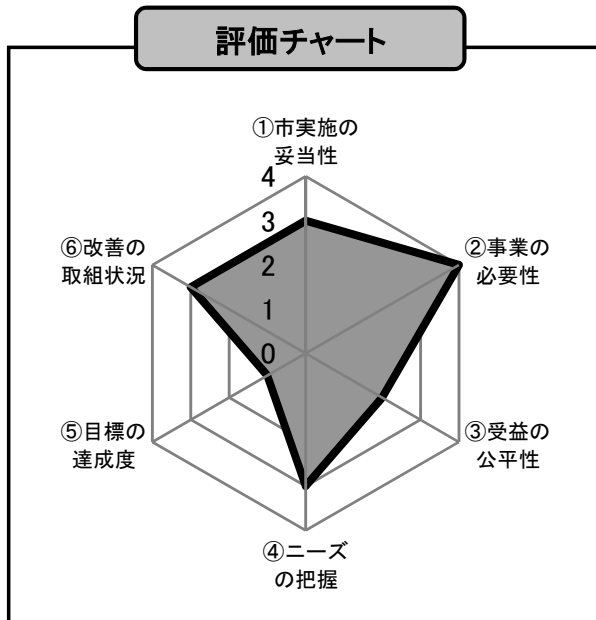 評価チャート
①市実施の
妥当性
4
3
2
1
0
②事業の
必要性
③受益の
公平性
④ニーズ
の把握
⑤目標の
達成度
⑥改善の
取組状況